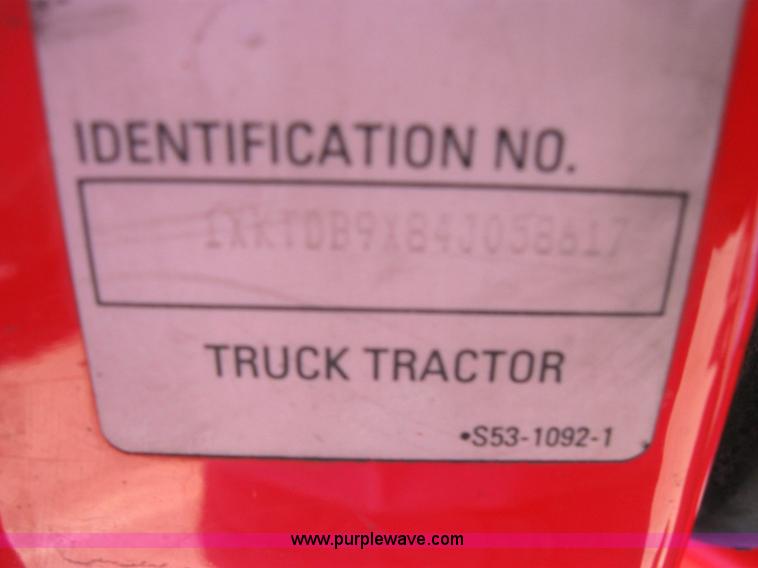 IDENTIFICATION NO.
1XKTDB9X84J058617
TRUCK TRACTOR
•S53-1092-1
www.purplewave.com